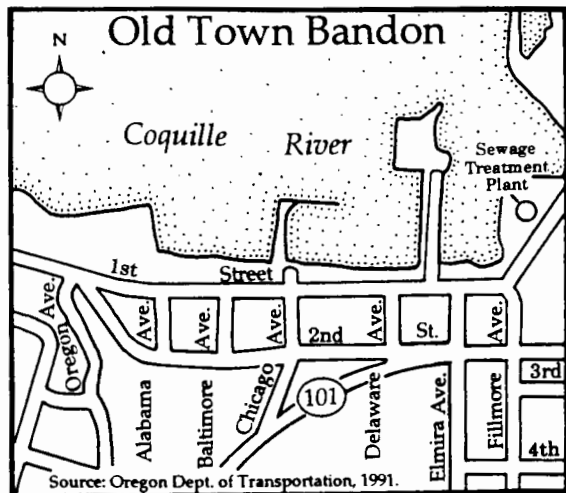 Old Town Bandon
N
Coquille River
Sewage
Treatment
Plant
1st Street
Ave.
Ave.
Ave.
Ave.
Ave.
Ave.
Oregon
2nd St.
3rd
101
Alabama
Baltimore
Chicago
Delaware
Elmira Ave.
Fillmore
4th
Source: Oregon Dept. of Transportation, 1991.